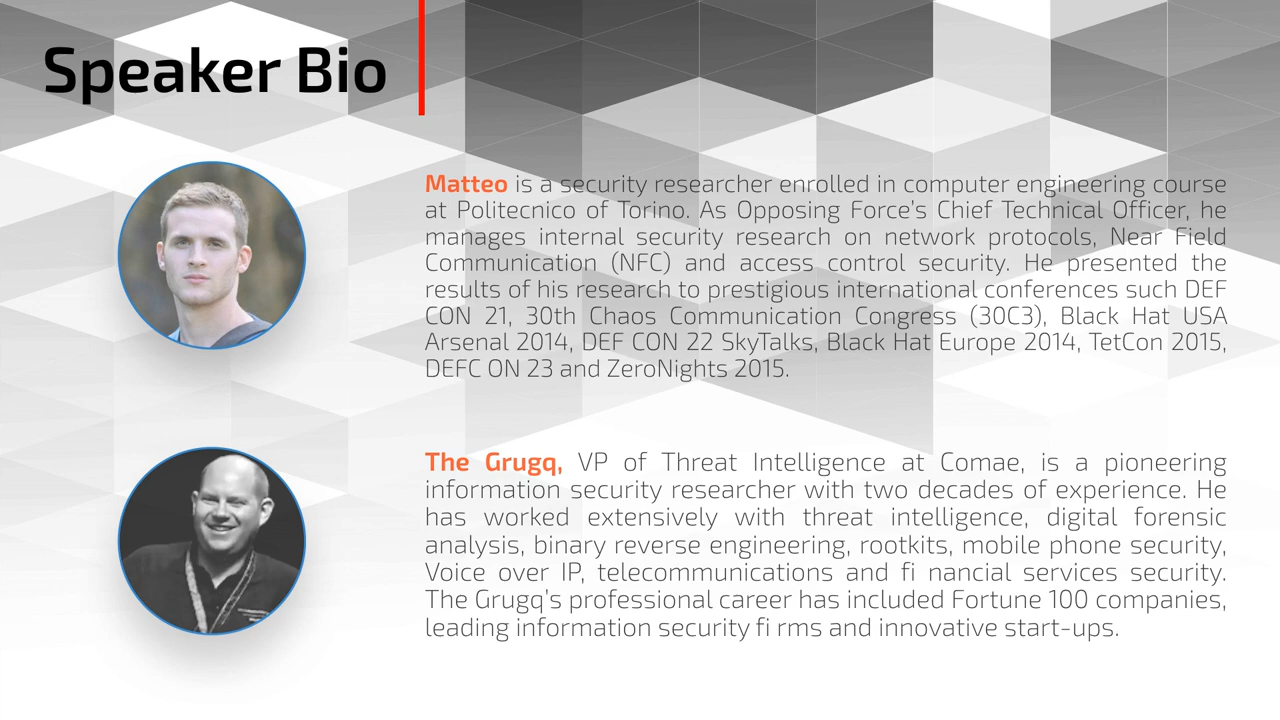 Speaker Bio
Matteo is a security researcher enrolled in computer engineering course
at Politecnico of Torino. As Opposing Force’s Chief Technical Officer, he
manages internal security research on network protocols, Near Field
Communication (NFC) and access control security. He presented the
results of his research to prestigious international conferences such DEF
CON 21, 30th Chaos Communication Congress (30C3), Black Hat USA
Arsenal 2014, DEF CON 22 SkyTalks, Black Hat Europe 2014, TetCon 2015,
DEFC ON 23 and ZeroNights 2015.
The Grugq, VP of Threat Intelligence at Comae, is a pioneering
information security researcher with two decades of experience. He
has worked extensively with threat intelligence, digital forensic
analysis, binary reverse engineering, rootkits, mobile phone security,
Voice over IP, telecommunications and fi nancial services security.
The Grugq’s professional career has included Fortune 100 companies,
leading information security fi rms and innovative start-ups.